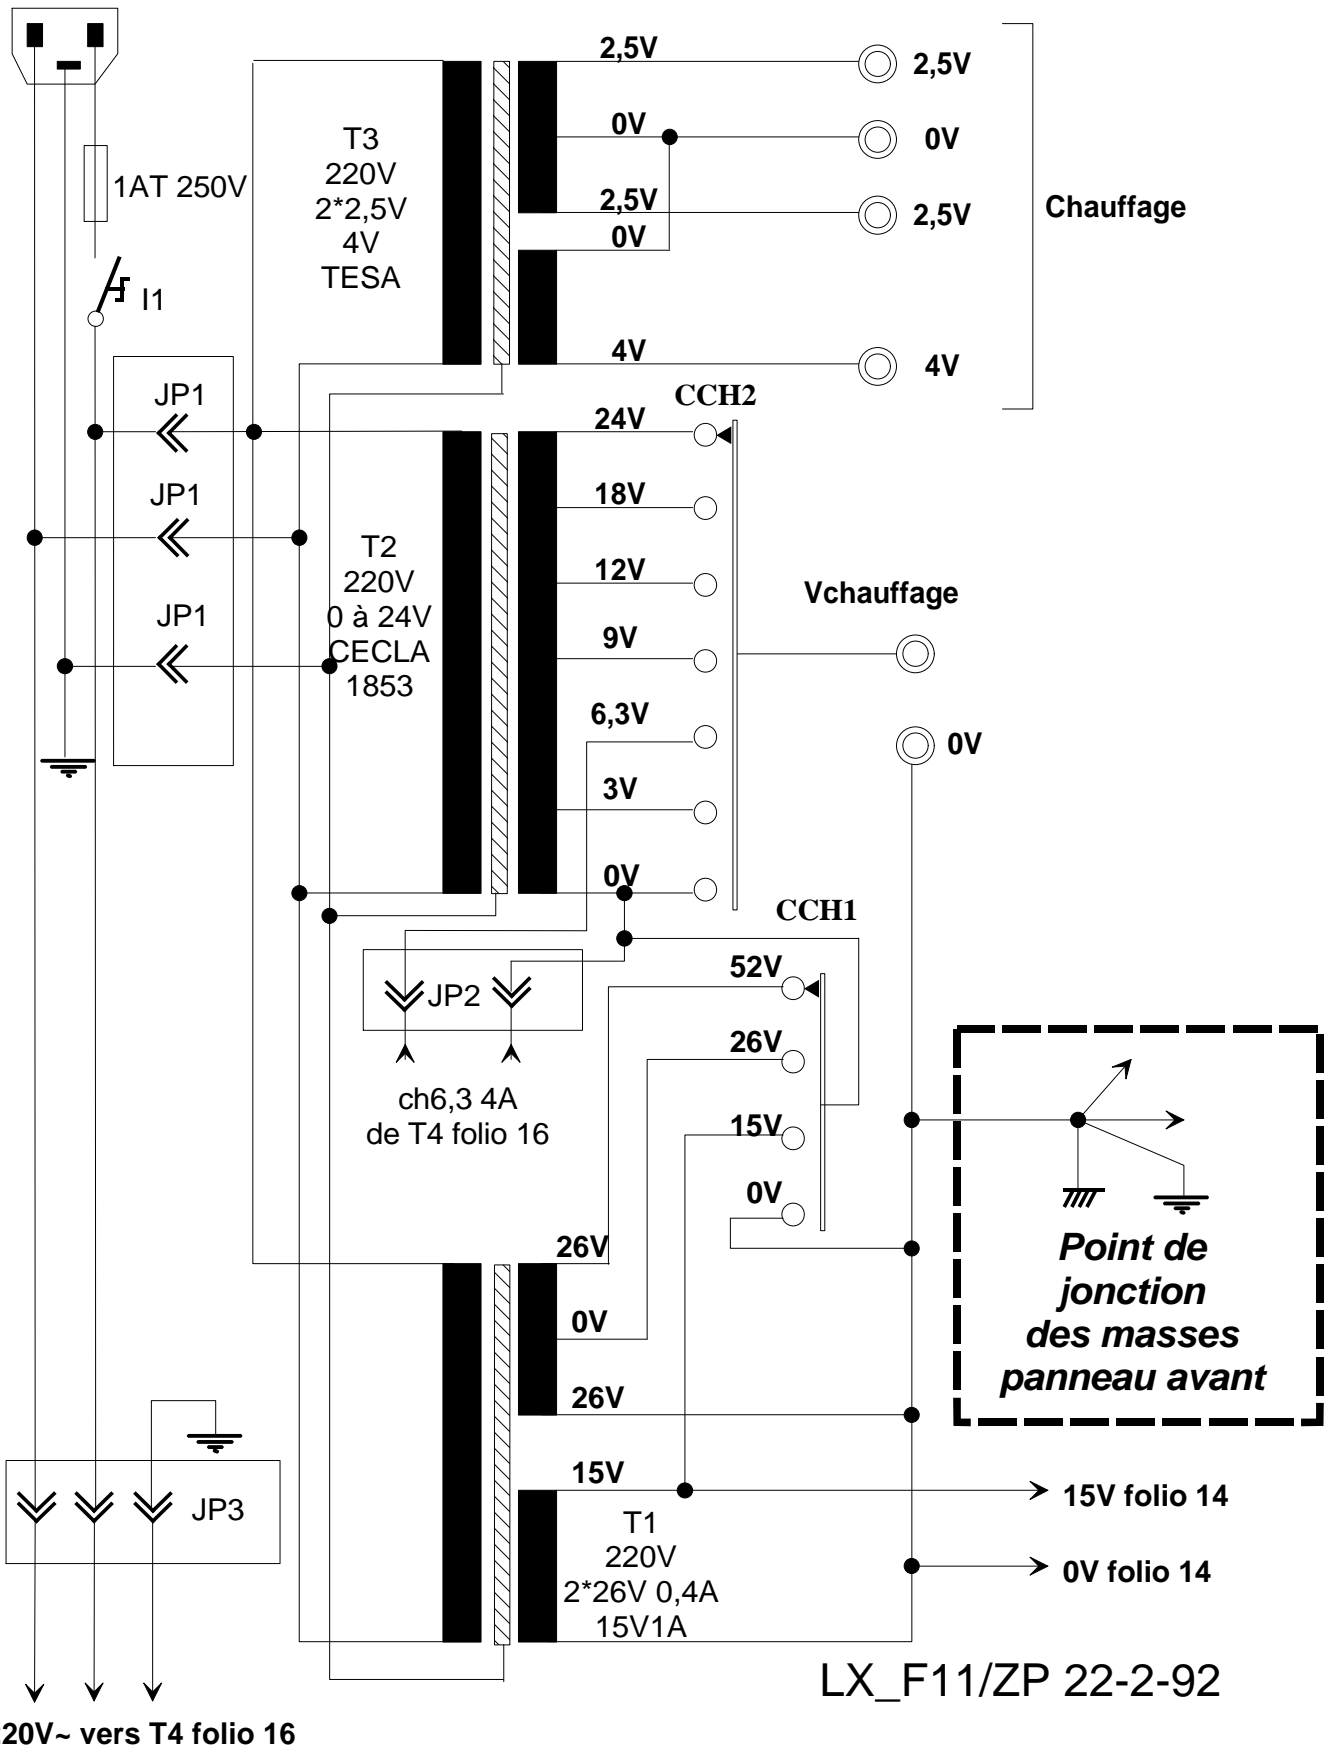 2,5V
2,5V
0V
0V
T3
220V
2*2,5V
4V
TESA
1AT 250V
2,5V
2,5V
0V
Chauffage
I1
4V
4V
JP1
CCH2
24V
JP1
18V
T2
220V
0 à 24V
CECLA
1853
12V
Vchauffage
JP1
9V
6,3V
0V
3V
0V
CCH1
52V
JP2
26V
ch6,3 4A
de T4 folio 16
15V
0V
26V
Point de
jonction
des masses
panneau avant
0V
26V
15V
15V folio 14
JP3
T1
220V
2*26V 0,4A
15V1A
0V folio 14
LX_F11/ZP 22-2-92
20V~ vers T4 folio 16